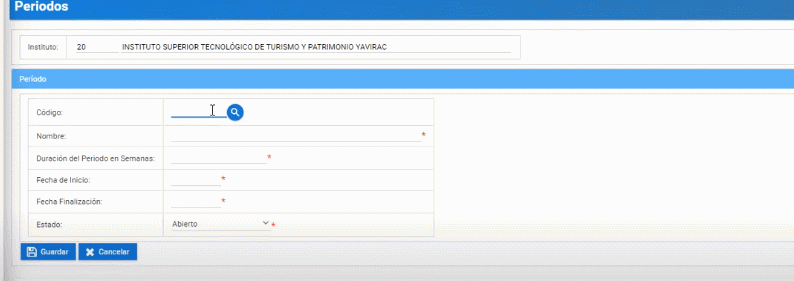 Periodos
Instituto: 20 INSTITUTO SUPERIOR TECNOLÓGICO DE TURISMO Y PATRIMONIO YAVIRAC
Período
Código:
Nombre: *
Duración del Periodo en Semanas: *
Fecha de Inicio: *
Fecha Finalización: *
Estado: Abierto *
Guardar Cancelar